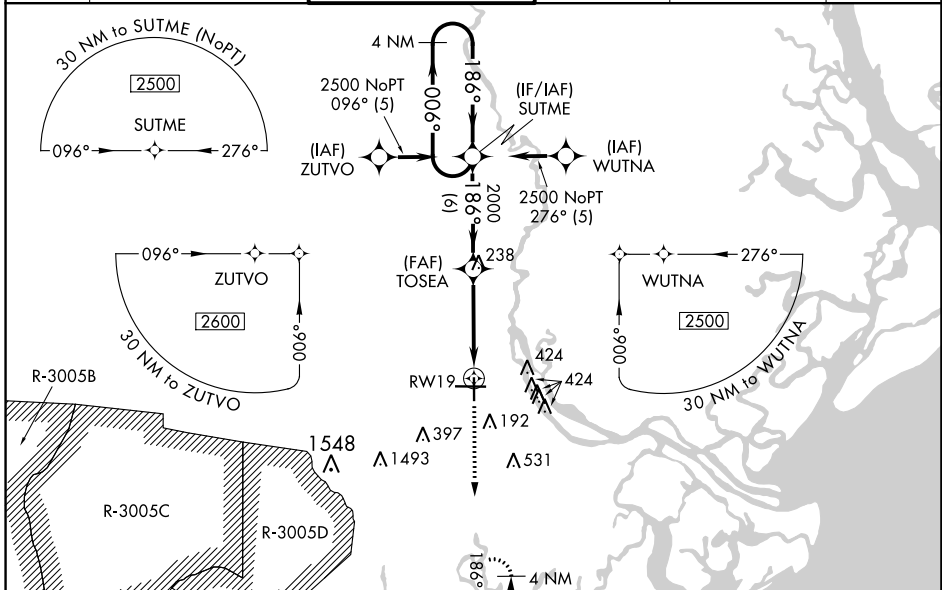 30 NM to SUTME (NoPT)
2500
SUTME
096°
276°
4 NM
006°
186°
2500 NoPT
096° (5)
(IAF)
ZUTVO
(IF/IAF)
SUTME
(IAF)
WUTNA
2500 NoPT
276° (5)
2000
186°
(6)
(FAF)
TOSEA
238
096°
ZUTVO
2600
006°
30 NM to ZUTVO
276°
WUTNA
2500
006°
30 NM to WUTNA
RW19
424
424
192
397
531
1548
1493
R-3005B
R-3005C
R-3005D
186°
4 NM